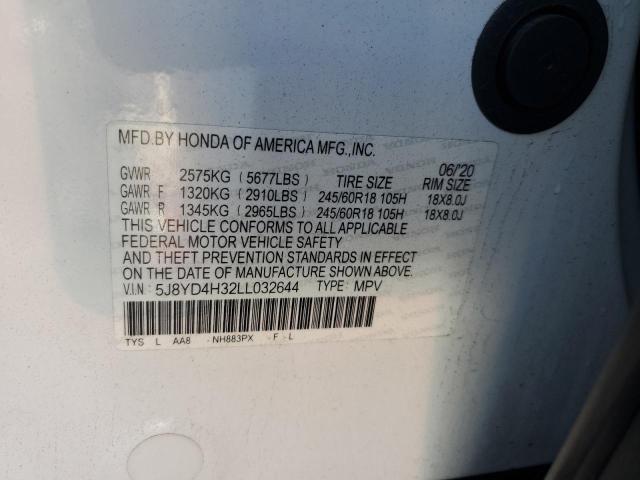 MFD.BY HONDA OF AMERICA MFG.,INC.
06/'20
GVWR 2575KG (5677LBS) TIRE SIZE RIM SIZE
GAWR F 1320KG (2910LBS) 245/60R18 105H 18X8.0J
GAWR R 1345KG (2965LBS) 245/60R18 105H 18X8.0J
THIS VEHICLE CONFORMS TO ALL APPLICABLE
FEDERAL MOTOR VEHICLE SAFETY
AND THEFT PREVENTION STANDARDS IN EFFECT
ON THE DATE OF MANUFACTURE SHOWN ABOVE.
V.I.N: 5J8YD4H32LL032644 TYPE: MPV
TYS L AA8 -NH883PX -F -L